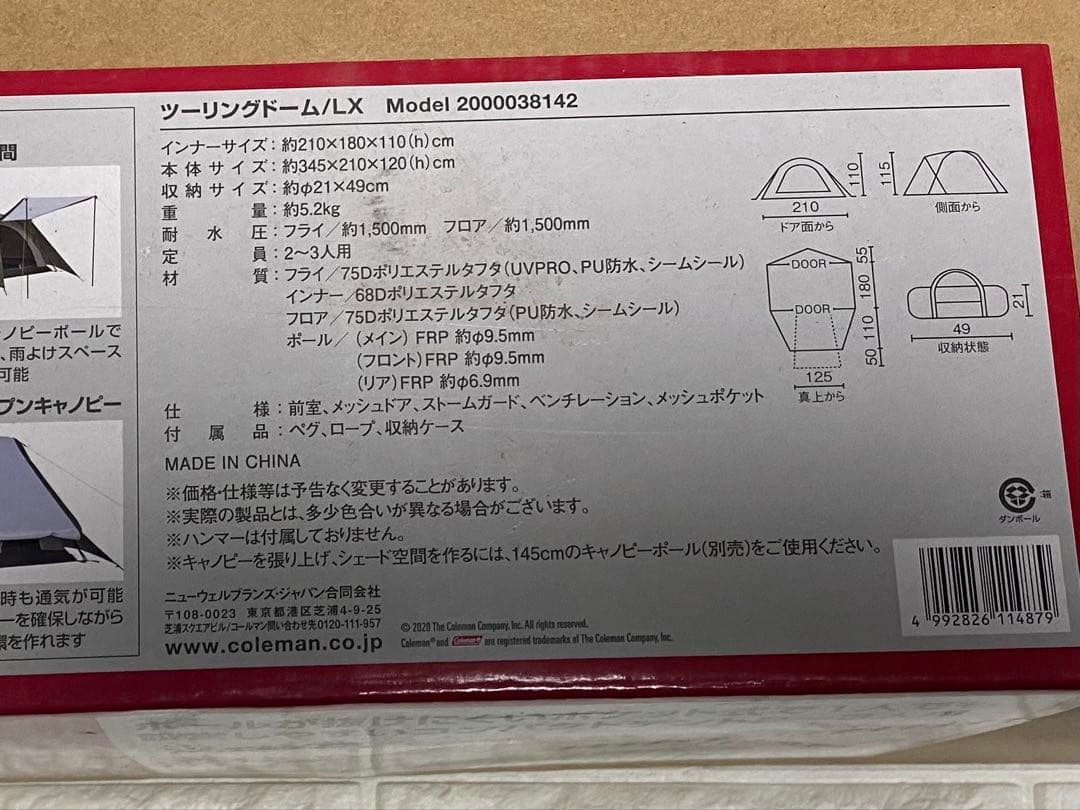 間
ノピーポールで
、雨よけスペース
可能
プンキャノピー
時も通気が可能
ーを確保しながら
環を作れます
ツーリングドーム/LX Model 2000038142
インナーサイズ：約210×180×110(h)cm
本体サイズ：約345×210×120(h)cm
収納サイズ：約φ21×49cm
重量：約5.2kg
耐水圧：フライ／約1,500mm フロア／約1,500mm
定員：2～3人用
材質：フライ／75Dポリエステルタフタ(UVPRO、PU防水、シームシール)
インナー／68Dポリエステルタフタ
フロア／75Dポリエステルタフタ(PU防水、シームシール)
ポール／(メイン) FRP 約φ9.5mm
(フロント) FRP 約φ9.5mm
(リア) FRP 約φ6.9mm
仕様：前室、メッシュドア、ストームガード、ベンチレーション、メッシュポケット
付属品：ペグ、ロープ、収納ケース
MADE IN CHINA
※価格・仕様等は予告なく変更することがあります。
※実際の製品とは、多少色合いが異なる場合がございます。
※ハンマーは付属しておりません。
※キャノピーを張り上げ、シェード空間を作るには、145cmのキャノピーポール(別売)をご使用ください。
ニューウェルブランズ・ジャパン合同会社
〒108-0023 東京都港区芝浦4-9-25
芝浦スクエアビル/コールマン問い合わせ先0120-111-957
www.coleman.co.jp
© 2020 The Coleman Company, Inc. All rights reserved.
Coleman® and Coleman are registered trademarks of The Coleman Company, Inc.
110
210
ドア面から
115
側面から
DOOR
DOOR
55
180
110
50
125
真上から
21
49
収納状態
:箱
ダンボール
4 992826 114879